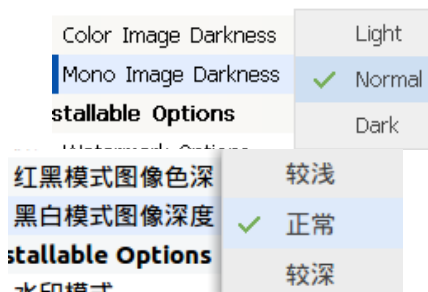 Color Image Darkness
Light
Mono Image Darkness
Normal
stallable Options
Dark
红黑模式图像色深
较浅
黑白模式图像深度
正常
stallable Options
较深
水印模式